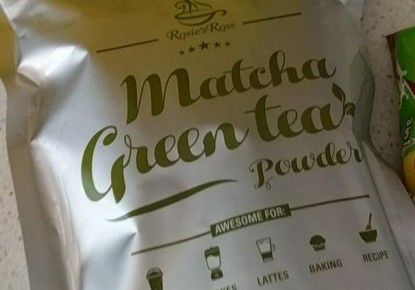 Rosie&Ross
Matcha
Green tea
Powder
AWESOME FOR:
LATTES
BAKING
RECIPE